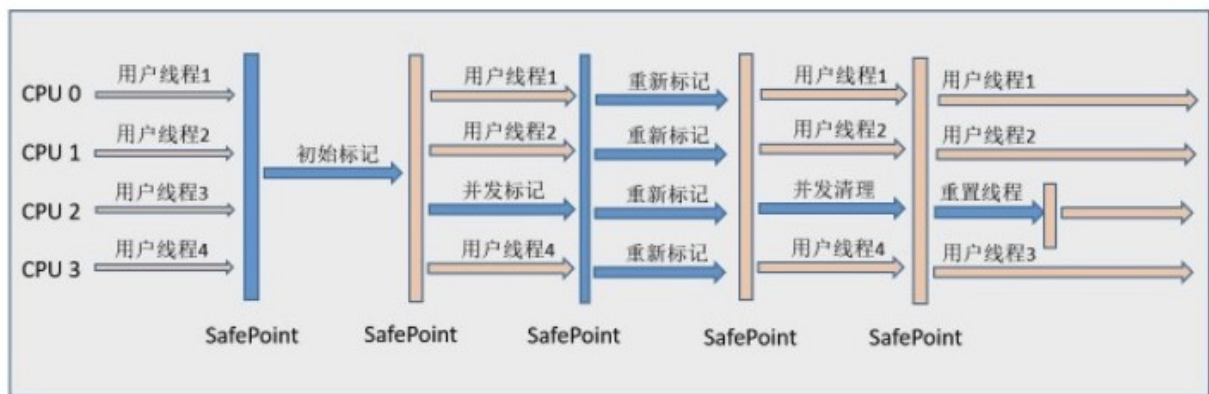 CPU 0 用户线程1 用户线程1 重新标记 用户线程1 用户线程1
CPU 1 用户线程2 初始标记 用户线程2 重新标记 用户线程2 用户线程2
CPU 2 用户线程3 并发标记 重新标记 并发清理 重置线程
CPU 3 用户线程4 用户线程4 重新标记 用户线程4 用户线程3
SafePoint SafePoint SafePoint SafePoint SafePoint